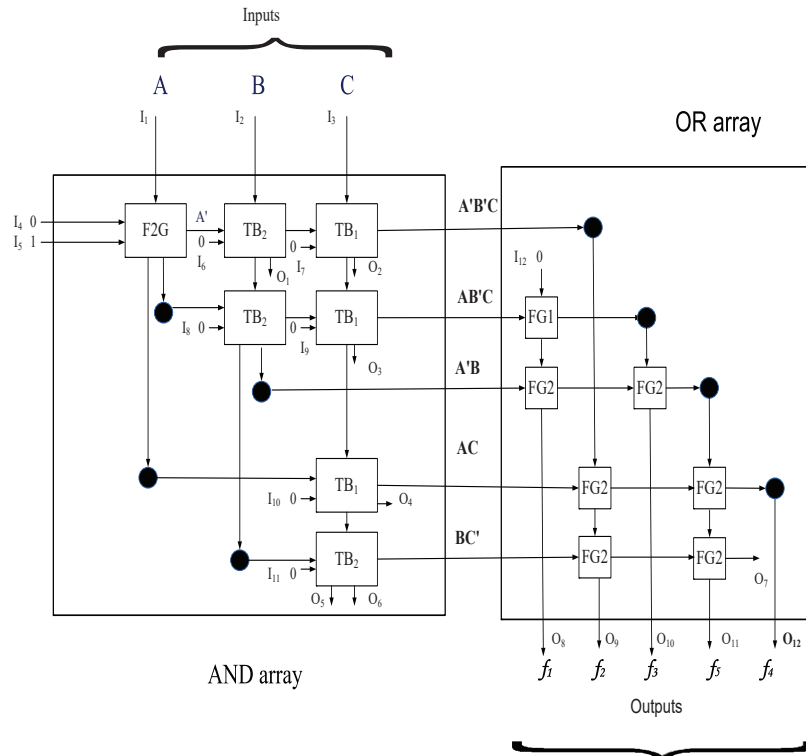 Inputs
A B C
I1 I2 I3
OR array
A'B'C
I4 0
I5 1
F2G
A'
TB2
TB1
0
I6
0
I7
O1
O2
I12 0
AB'C
TB2
TB1
FG1
I8 0
0
I9
O3
A'B
FG2
FG2
AC
TB1
I10 0
O4
FG2
FG2
BC'
TB2
I11 0
FG2
FG2
O5
O6
O7
O8 O9 O10 O11 O12
f1 f2 f3 f5 f4
AND array
Outputs